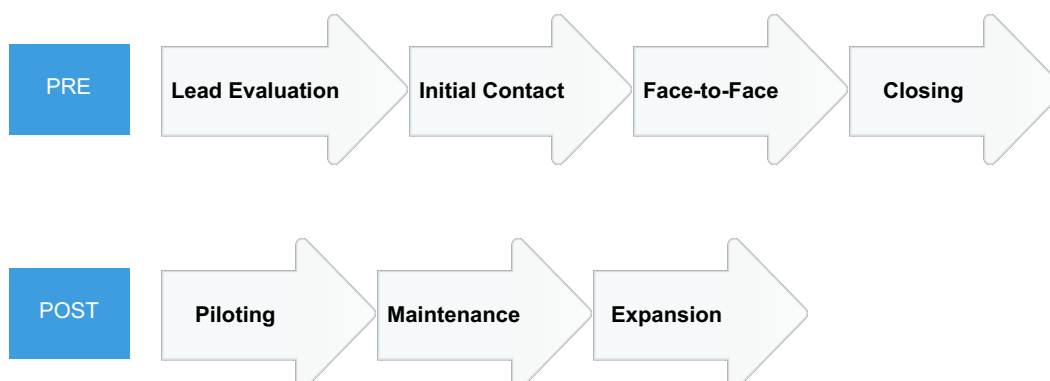 PRE
Lead Evaluation
Initial Contact
Face-to-Face
Closing
POST
Piloting
Maintenance
Expansion